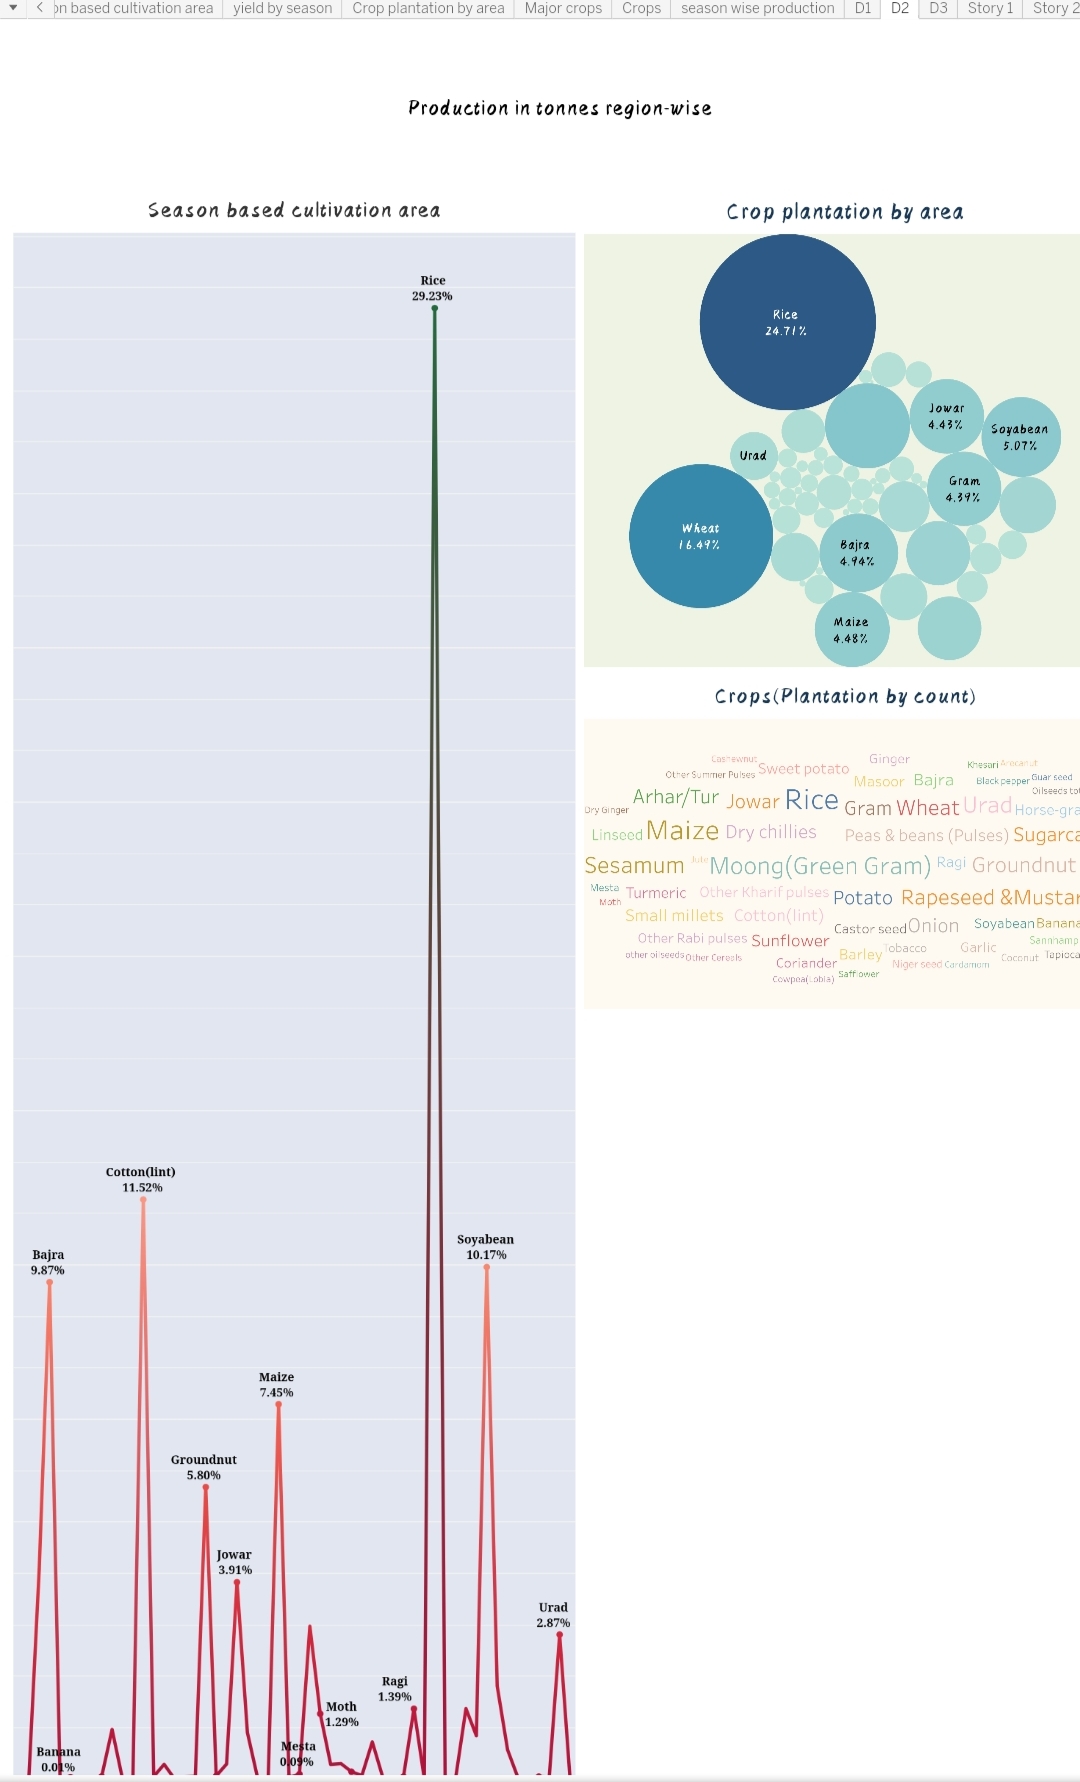 on based cultivation area yield by season Crop plantation by area Major crops Crops season wise production D1 D2 D3 Story 1 Story 2
Production in tonnes region-wise
Season based cultivation area
Rice
29.23%
Cotton(lint)
11.52%
Bajra
9.87%
Soyabean
10.17%
Maize
7.45%
Groundnut
5.80%
Jowar
3.91%
Urad
2.87%
Ragi
1.39%
Moth
1.29%
Mesta
0.09%
Banana
0.01%
Crop plantation by area
Rice
24.71%
Jowar
4.43%
Soyabean
5.07%
Urad
Gram
4.39%
Wheat
16.49%
Bajra
4.94%
Maize
4.48%
Crops(Plantation by count)
Cashewnut Ginger Khesari Arecanut
Other Summer Pulses Sweet potato Masoor Bajra Black pepper Guar seed
Oilseeds tot
Dry Ginger Arhar/Tur Jowar Rice Gram Wheat Urad Horse-gra
Linseed Maize Dry chillies Peas & beans (Pulses) Sugarca
Sesamum Jute Moong(Green Gram) Ragi Groundnut
Mesta
Moth Turmeric Other Kharif pulses Potato Rapeseed &Mustar
Small millets Cotton(lint) Castor seed Onion Soyabean Banana
Other Rabi pulses Sunflower Tobacco Garlic Sannhamp
other oilseeds Other Cereals Coriander Barley Niger seed Cardamom Coconut Tapioca
Cowpea(Lobia) Safflower